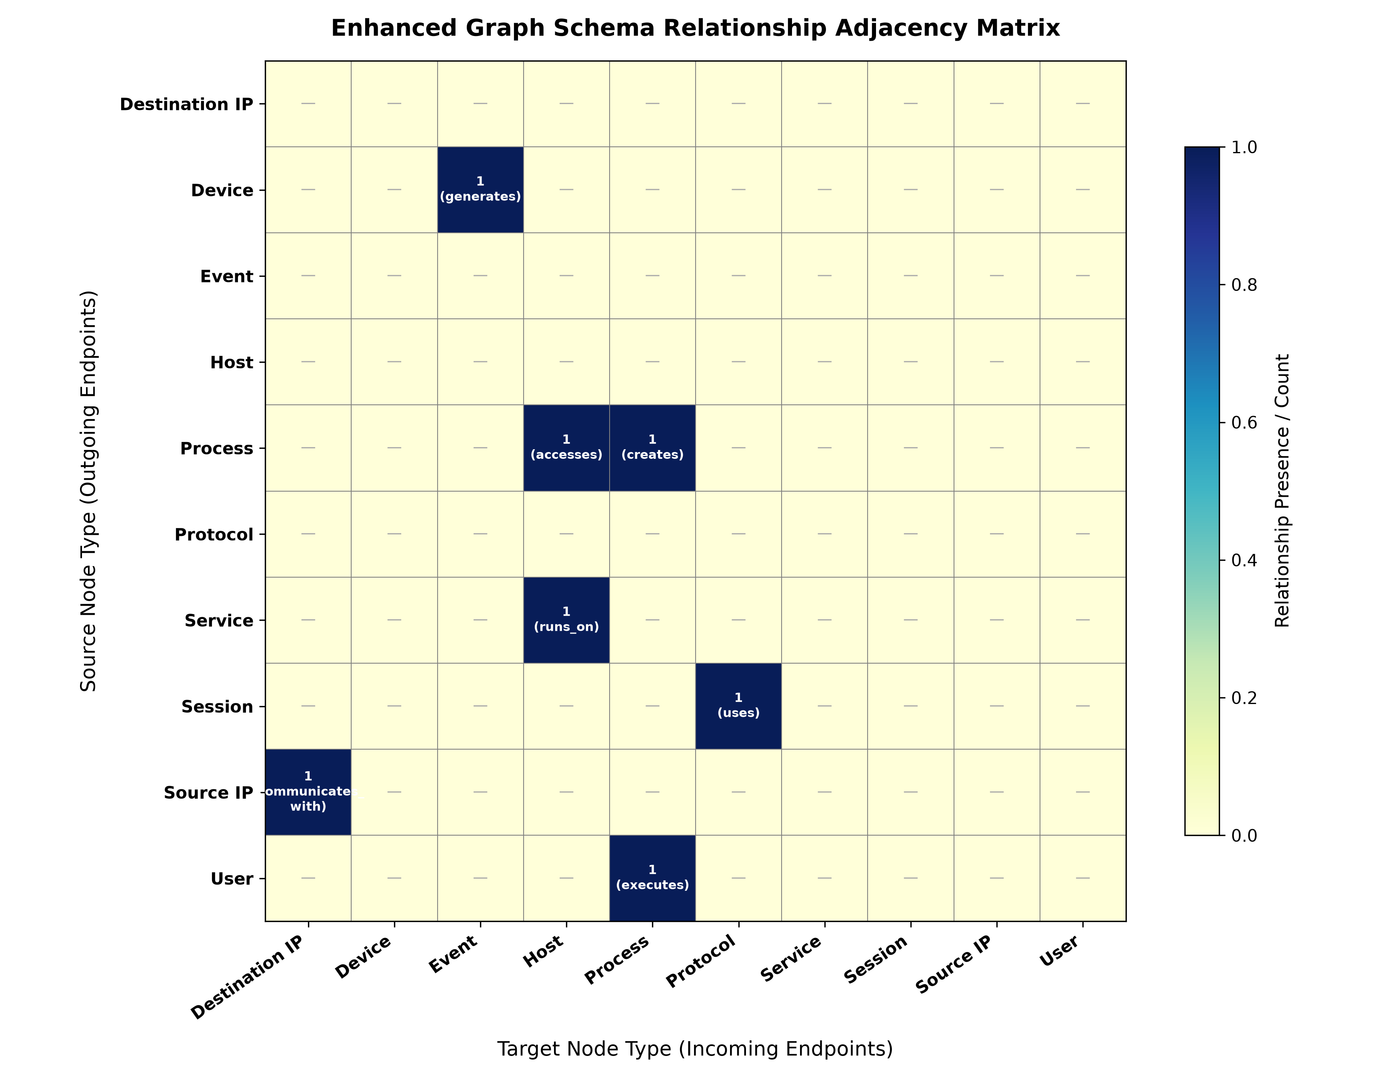 Enhanced Graph Schema Relationship Adjacency Matrix
Source Node Type (Outgoing Endpoints)
Destination IP — — — — — — — — — —
Device — — 1 (generates) — — — — — — —
Event — — — — — — — — — —
Host — — — — — — — — — —
Process — — — 1 (accesses) 1 (creates) — — — — —
Protocol — — — — — — — — — —
Service — — — 1 (runs_on) — — — — — —
Session — — — — — 1 (uses) — — — —
Source IP 1 ommunicate with) — — — — — — — — —
User — — — — 1 (executes) — — — — —
Destination IP Device Event Host Process Protocol Service Session Source IP User
Target Node Type (Incoming Endpoints)
1.0
0.8
0.6
0.4
0.2
0.0
Relationship Presence / Count